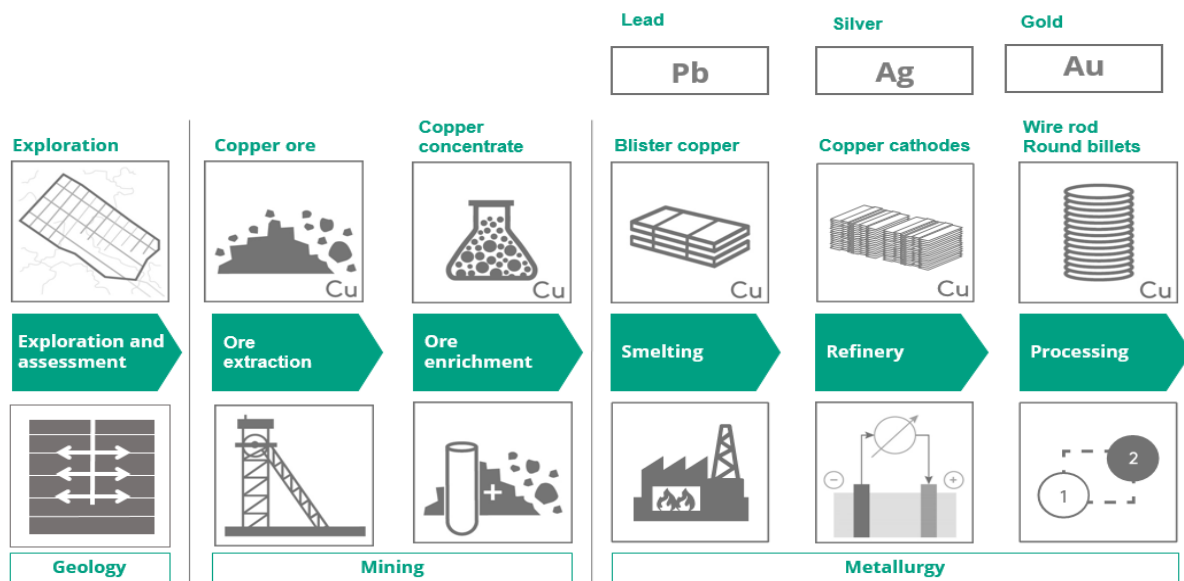 Lead
Silver
Gold
Pb
Ag
Au
Exploration
Copper ore
Copper
concentrate
Blister copper
Copper cathodes
Wire rod
Round billets
Cu
Cu
Cu
Cu
Cu
Exploration and
assessment
Ore
extraction
Ore
enrichment
Smelting
Refinery
Processing
+
−
+
1
2
Geology
Mining
Metallurgy